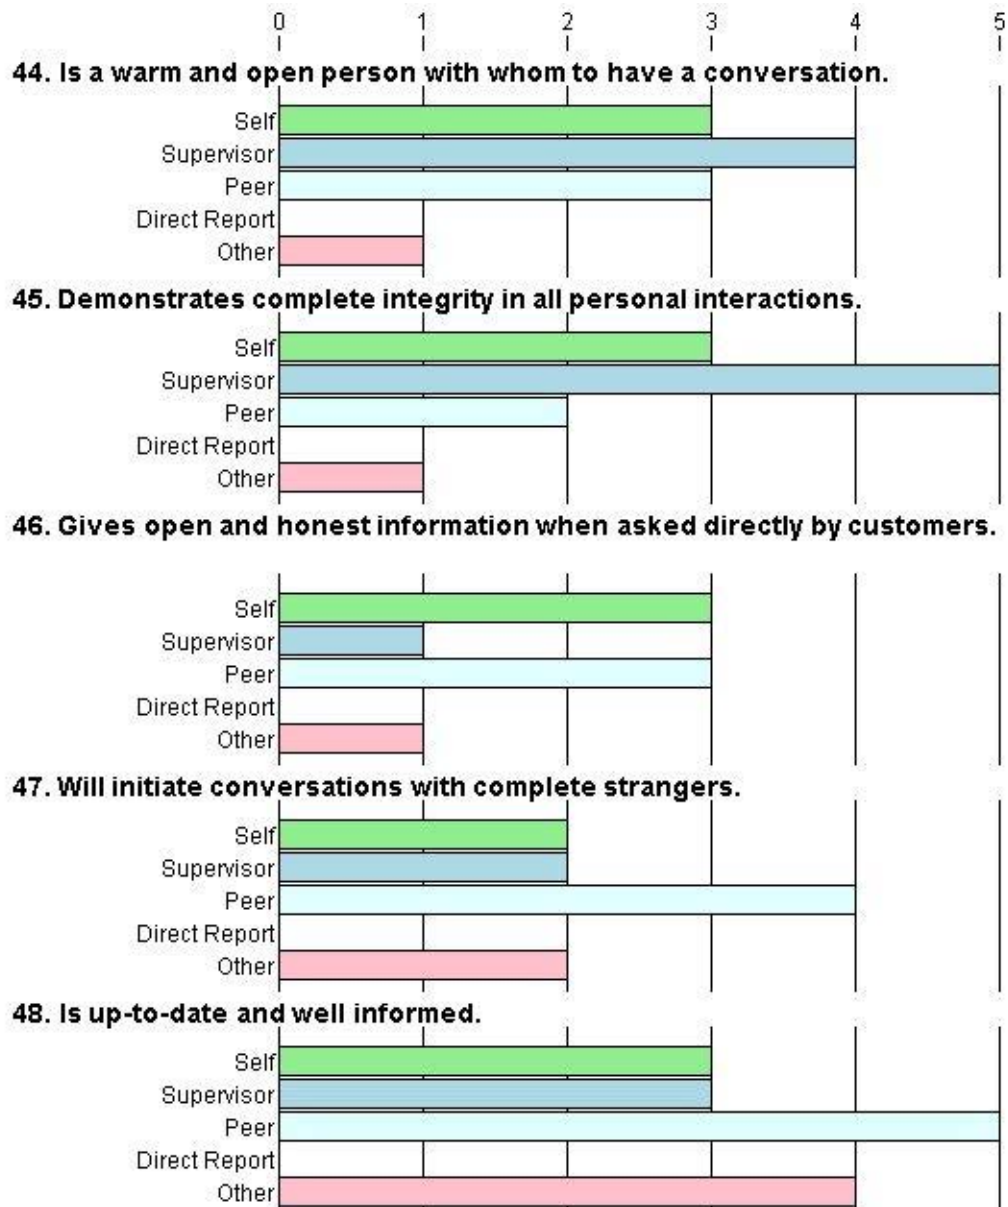 0 1 2 3 4 5
44. Is a warm and open person with whom to have a conversation.
Self
Supervisor
Peer
Direct Report
Other
45. Demonstrates complete integrity in all personal interactions.
Self
Supervisor
Peer
Direct Report
Other
46. Gives open and honest information when asked directly by customers.
Self
Supervisor
Peer
Direct Report
Other
47. Will initiate conversations with complete strangers.
Self
Supervisor
Peer
Direct Report
Other
48. Is up-to-date and well informed.
Self
Supervisor
Peer
Direct Report
Other